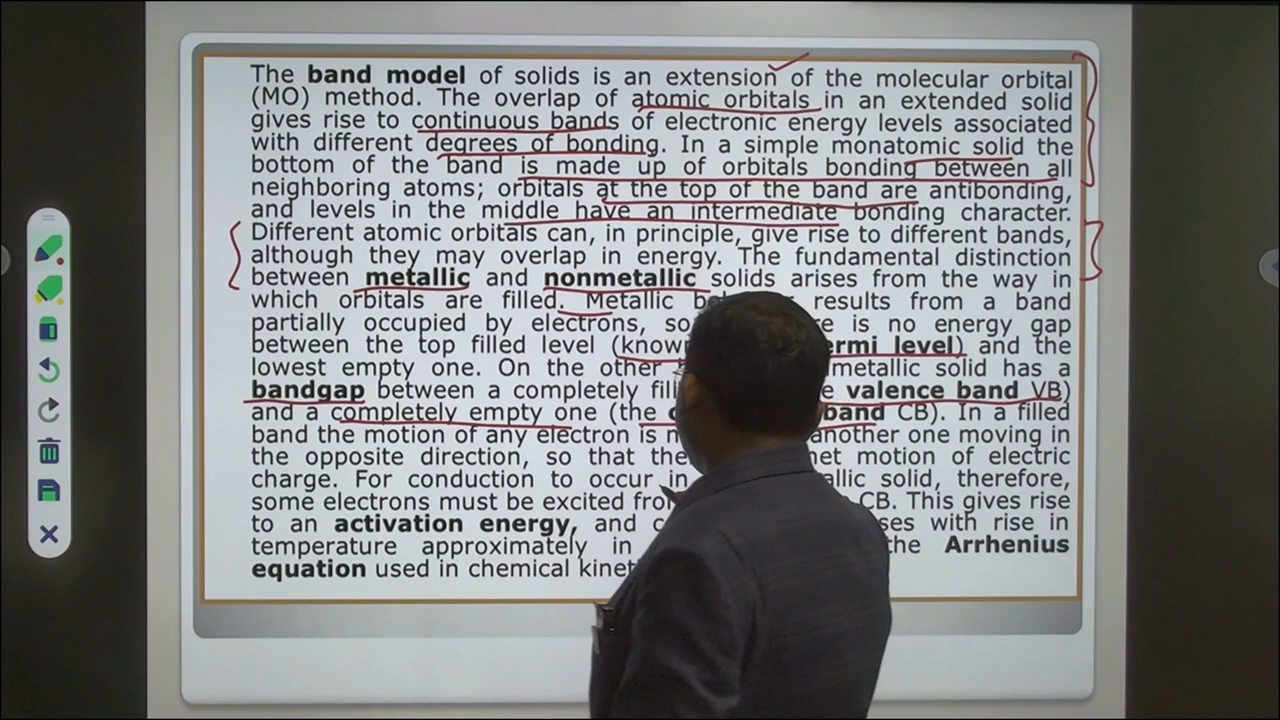 The band model of solids is an extension of the molecular orbital
(MO) method. The overlap of atomic orbitals in an extended solid
gives rise to continuous bands of electronic energy levels associated
with different degrees of bonding. In a simple monatomic solid the
bottom of the band is made up of orbitals bonding between all
neighboring atoms; orbitals at the top of the band are antibonding,
and levels in the middle have an intermediate bonding character.
Different atomic orbitals can, in principle, give rise to different bands,
although they may overlap in energy. The fundamental distinction
between metallic and nonmetallic solids arises from the way in
which orbitals are filled. Metallic results from a band
partially occupied by electrons, so is no energy gap
between the top filled level (known level) and the
lowest empty one. On the other solid has a
bandgap between a completely valence band VB)
and a completely empty one (the band CB). In a filled
band the motion of any electron is another one moving in
the opposite direction, so that net motion of electric
charge. For conduction to occur in solid, therefore,
some electrons must be excited CB. This gives rise
to an activation energy, and with rise in
temperature approximately in the Arrhenius
equation used in chemical